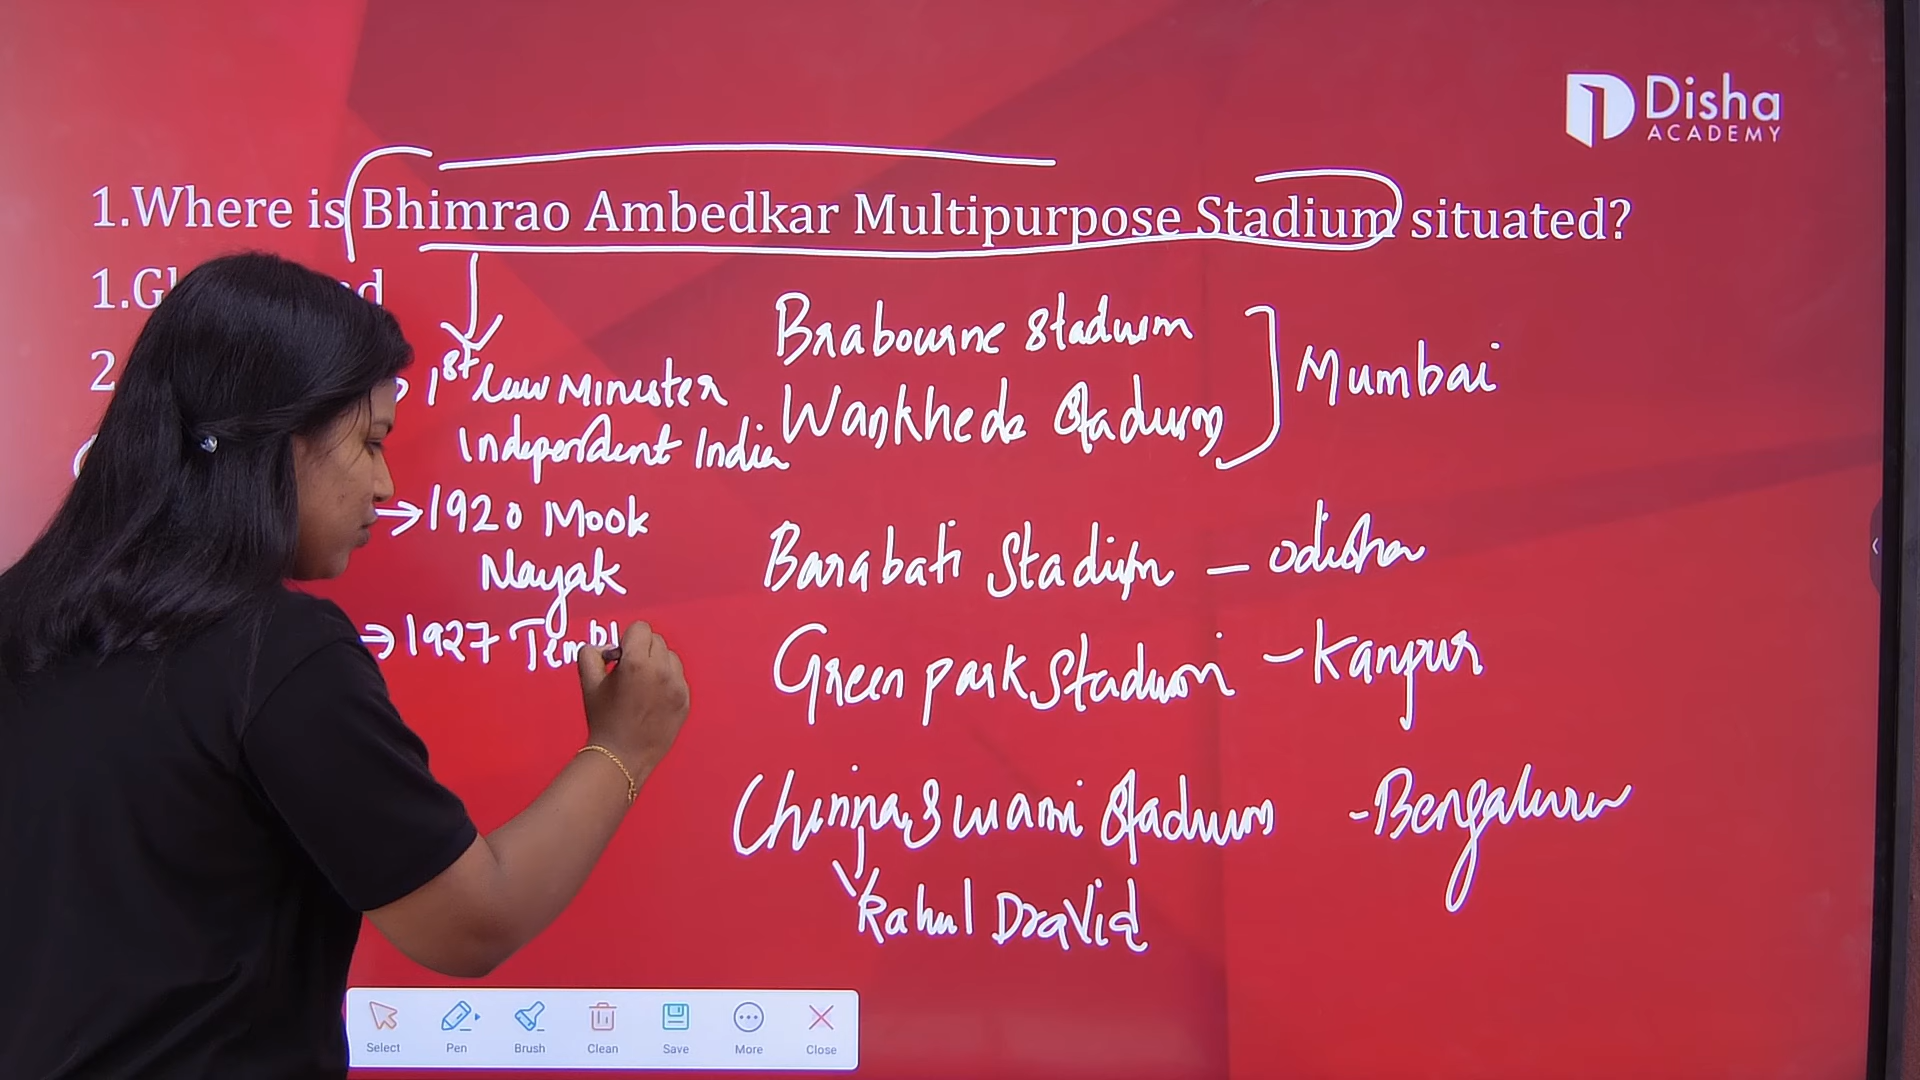 Disha
ACADEMY
1.Where is Bhimrao Ambedkar Multipurpose Stadium situated?
1.G
d
2
1st law Minister
Independent India
1920 Mook
Nayak
1927 Templ
Brabourne stadium
Wankhede Stadium
Mumbai
Barabati Stadium - odisha
Green park Stadium - Kanpur
Chinnaswami Stadium - Bengaluru
Rahul Dravid
Select
Pen
Brush
Clean
Save
More
Close